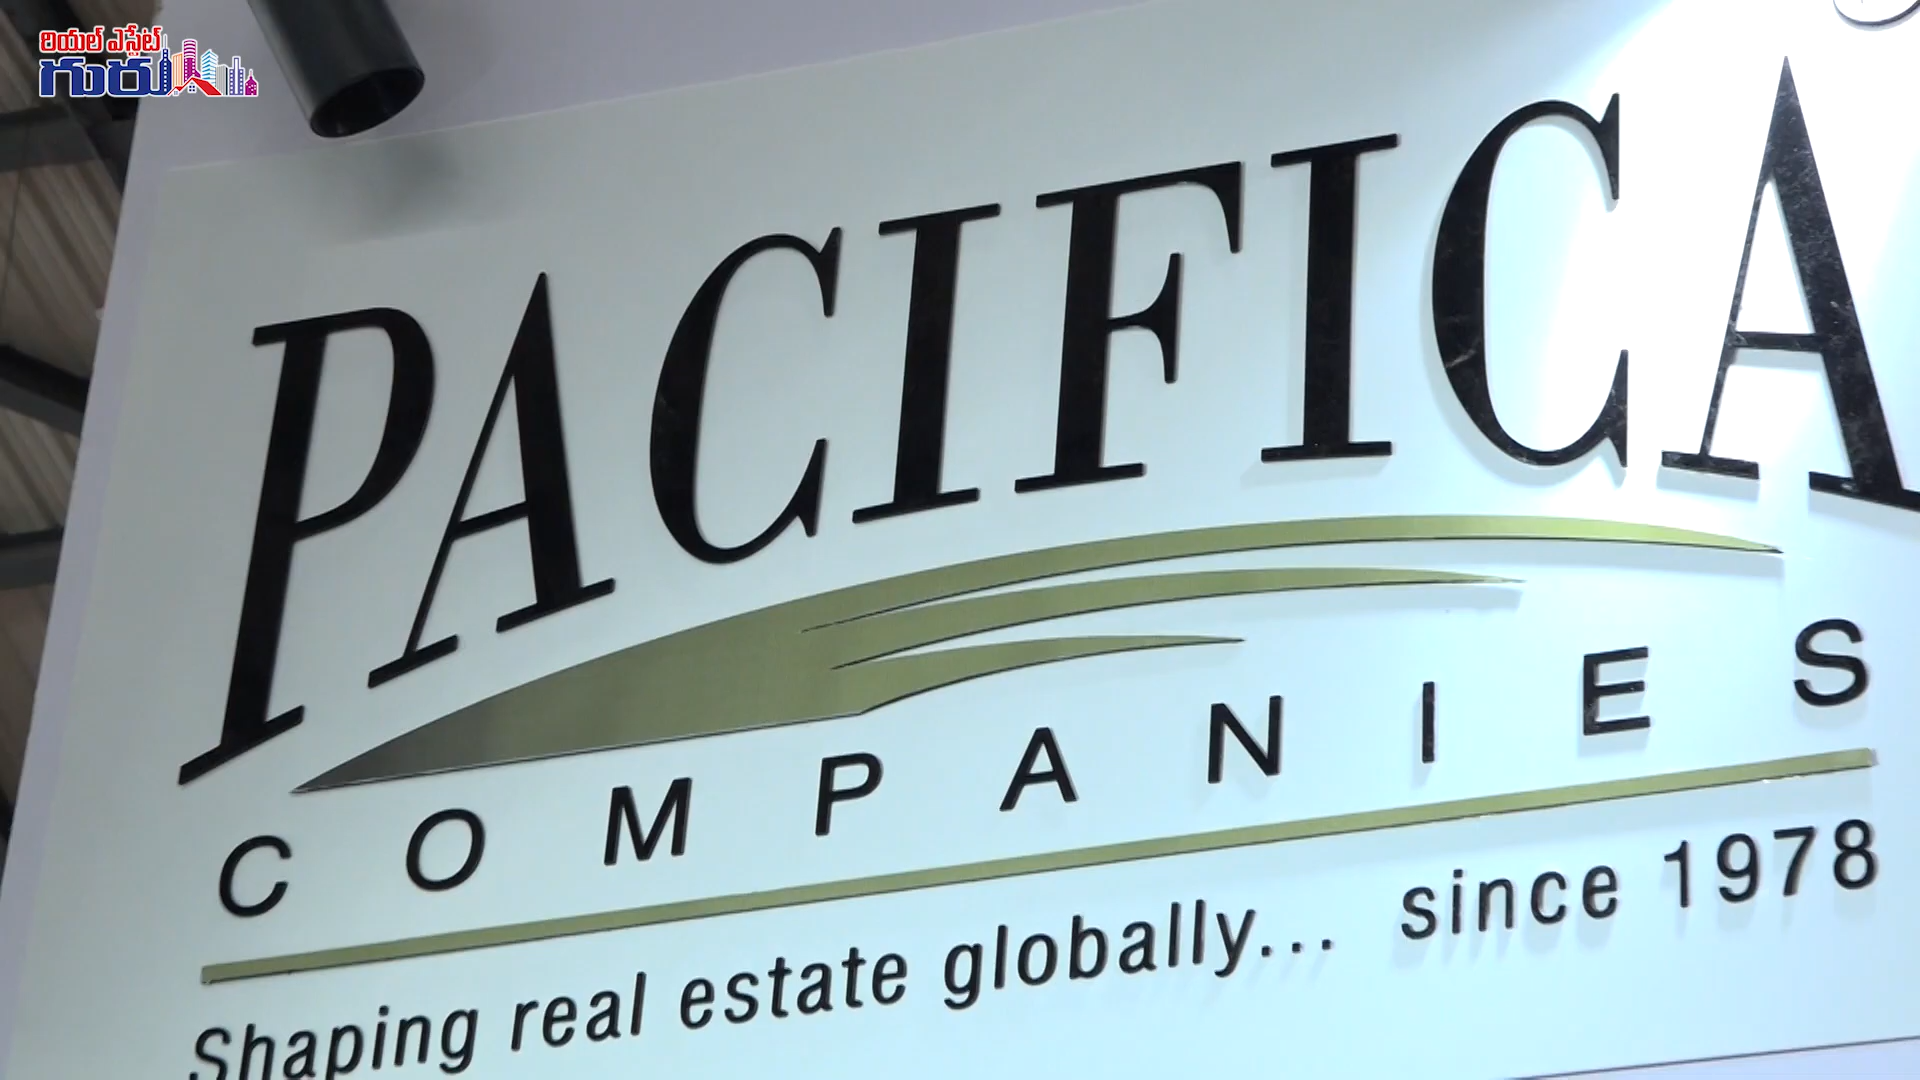 రియల్ ఎస్టేట్
గురు
PACIFICA
COMPANIES
Shaping real estate globally... since 1978